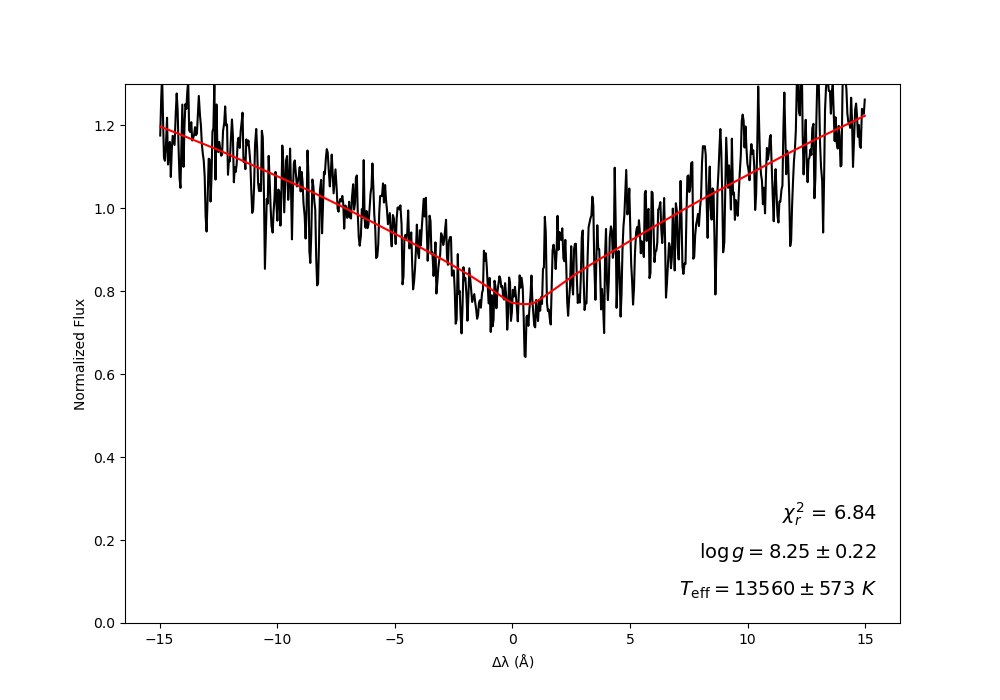 1.2
1.0
0.8
0.6
0.4
0.2
0.0
Normalized Flux
χ²ᵣ = 6.84
log g = 8.25 ± 0.22
T_eff = 13560 ± 573 K
−15 −10 −5 0 5 10 15
Δλ (Å)